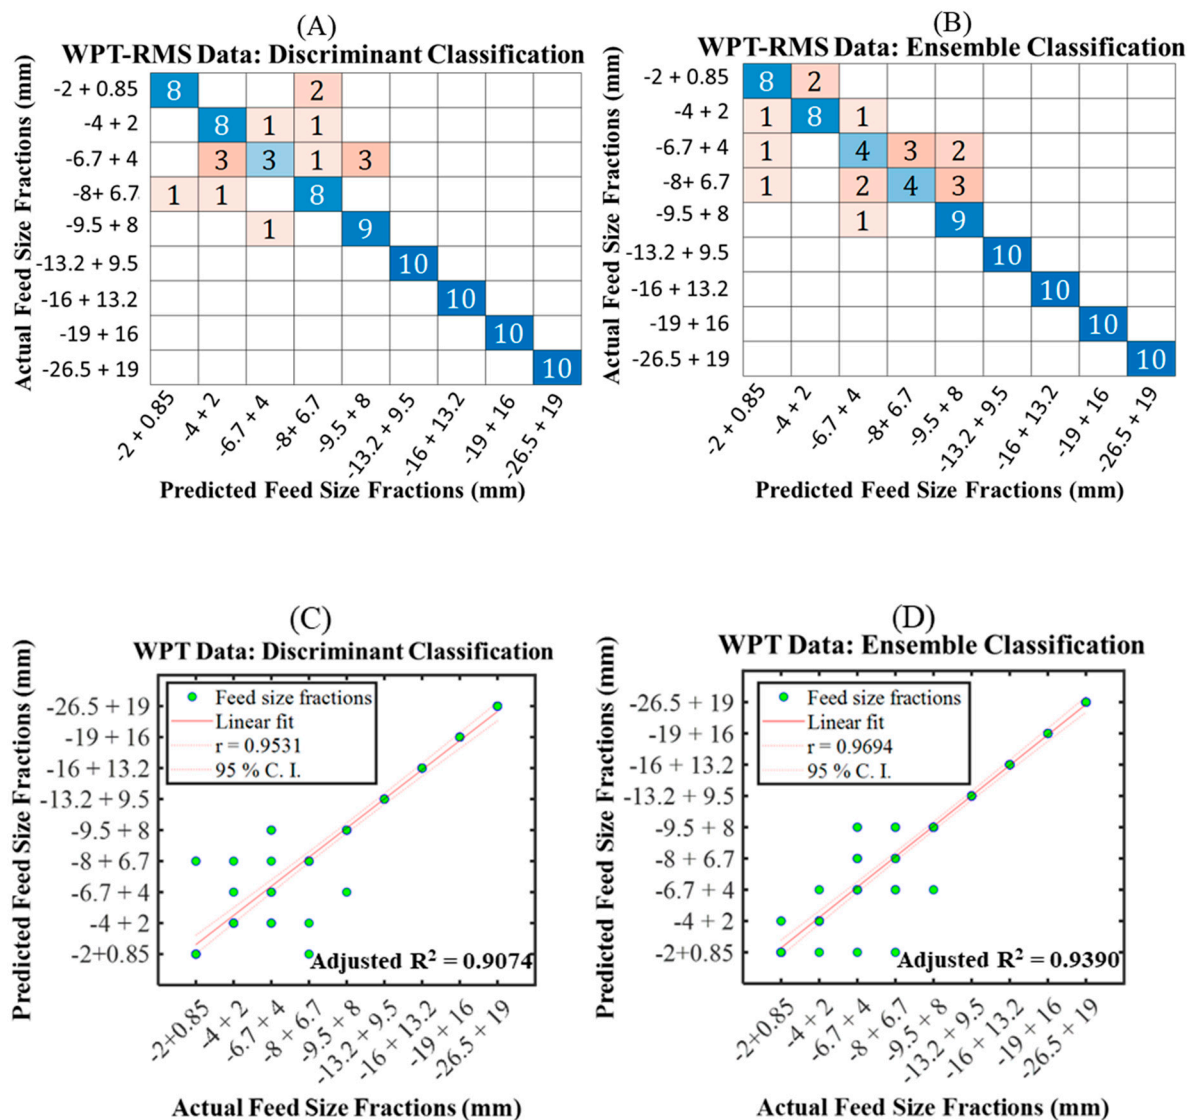 (A)
WPT-RMS Data: Discriminant Classification
Actual Feed Size Fractions (mm)
-2 + 0.85 8 2
-4 + 2 8 1 1
-6.7 + 4 3 3 1 3
-8+ 6.7 1 1 8
-9.5 + 8 1 9
-13.2 + 9.5 10
-16 + 13.2 10
-19 + 16 10
-26.5 + 19 10
-2 + 0.85 -4 + 2 -6.7 + 4 -8+ 6.7 -9.5 + 8 -13.2 + 9.5 -16 + 13.2 -19 + 16 -26.5 + 19
Predicted Feed Size Fractions (mm)
(B)
WPT-RMS Data: Ensemble Classification
Actual Feed Size Fractions (mm)
-2 + 0.85 8 2
-4 + 2 1 8 1
-6.7 + 4 1 4 3 2
-8+ 6.7 1 2 4 3
-9.5 + 8 1 9
-13.2 + 9.5 10
-16 + 13.2 10
-19 + 16 10
-26.5 + 19 10
-2 + 0.85 -4 + 2 -6.7 + 4 -8+ 6.7 -9.5 + 8 -13.2 + 9.5 -16 + 13.2 -19 + 16 -26.5 + 19
Predicted Feed Size Fractions (mm)
(C)
WPT Data: Discriminant Classification
Predicted Feed Size Fractions (mm)
Feed size fractions
Linear fit
r = 0.9531
95 % C. I.
-26.5 + 19
-19 + 16
-16 + 13.2
-13.2 + 9.5
-9.5 + 8
-8 + 6.7
-6.7 + 4
-4 + 2
-2+0.85
Adjusted R² = 0.9074
-2+0.85 -4 + 2 -6.7 + 4 -8 + 6.7 -9.5 + 8 -13.2 + 9.5 -16 + 13.2 -19 + 16 -26.5 + 19
Actual Feed Size Fractions (mm)
(D)
WPT Data: Ensemble Classification
Predicted Feed Size Fractions (mm)
Feed size fractions
Linear fit
r = 0.9694
95 % C. I.
-26.5 + 19
-19 + 16
-16 + 13.2
-13.2 + 9.5
-9.5 + 8
-8 + 6.7
-6.7 + 4
-4 + 2
-2+0.85
Adjusted R² = 0.9390
-2+0.85 -4 + 2 -6.7 + 4 -8 + 6.7 -9.5 + 8 -13.2 + 9.5 -16 + 13.2 -19 + 16 -26.5 + 19
Actual Feed Size Fractions (mm)